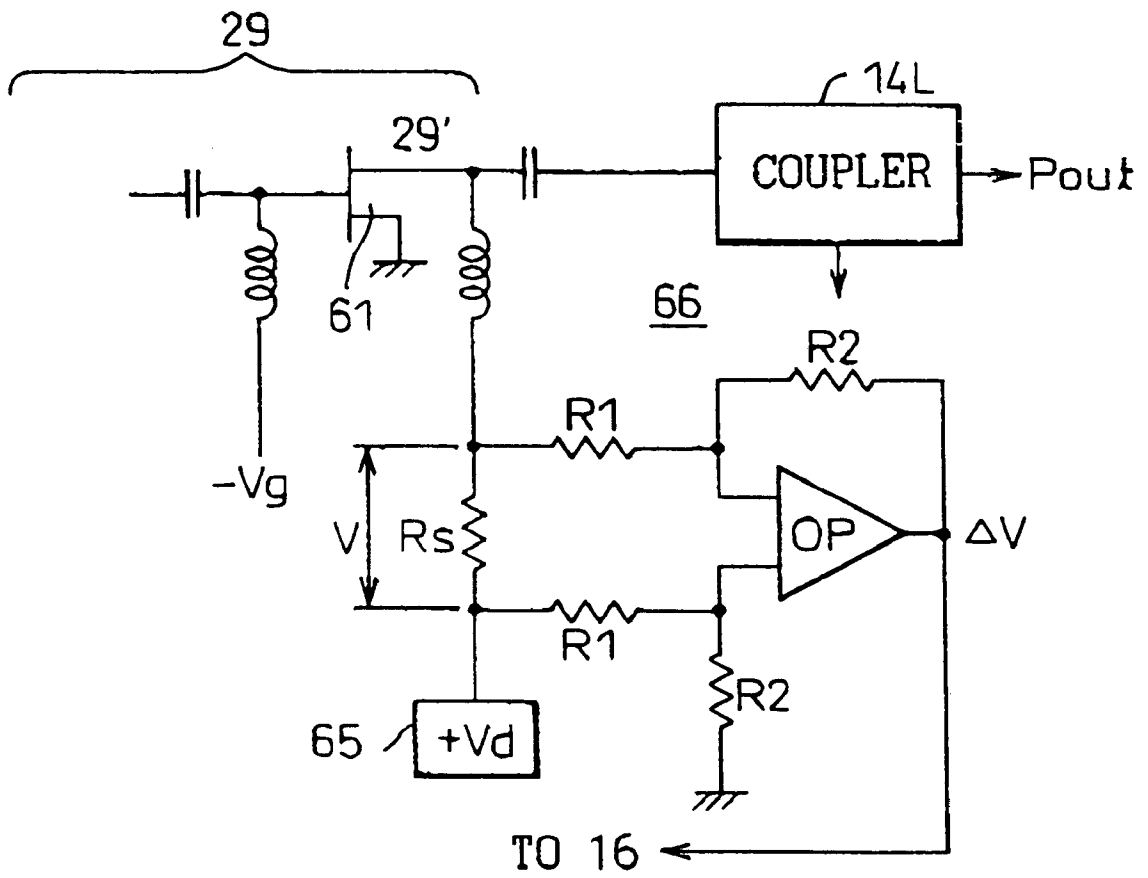 29
14L
29'
COUPLER
Pout
61
66
R2
R1
-Vg
V
Rs
OP
ΔV
R1
R2
65
+Vd
TO 16